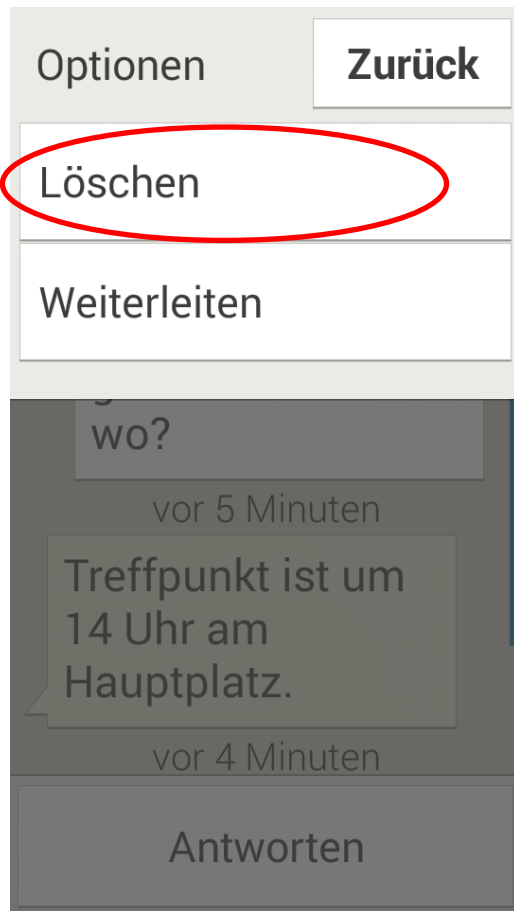 Optionen
Zurück
Löschen
Weiterleiten
wo?
vor 5 Minuten
Treffpunkt ist um
14 Uhr am
Hauptplatz.
vor 4 Minuten
Antworten